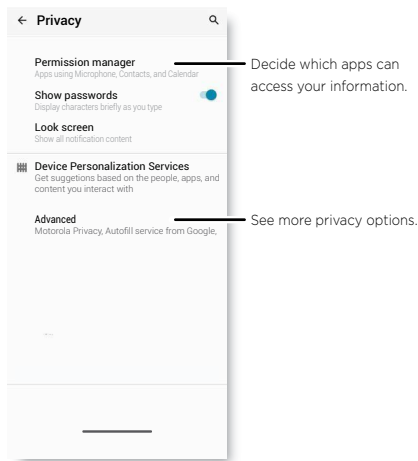 Privacy
Permission manager
Apps using Microphone, Contacts, and Calendar
Decide which apps can
access your information.
Show passwords
Display characters briefly as you type
Look screen
Show all notification content
Device Personalization Services
Get suggetions based on the people, apps, and
content you interact with
Advanced
Motorola Privacy, Autofill service from Google,
See more privacy options.